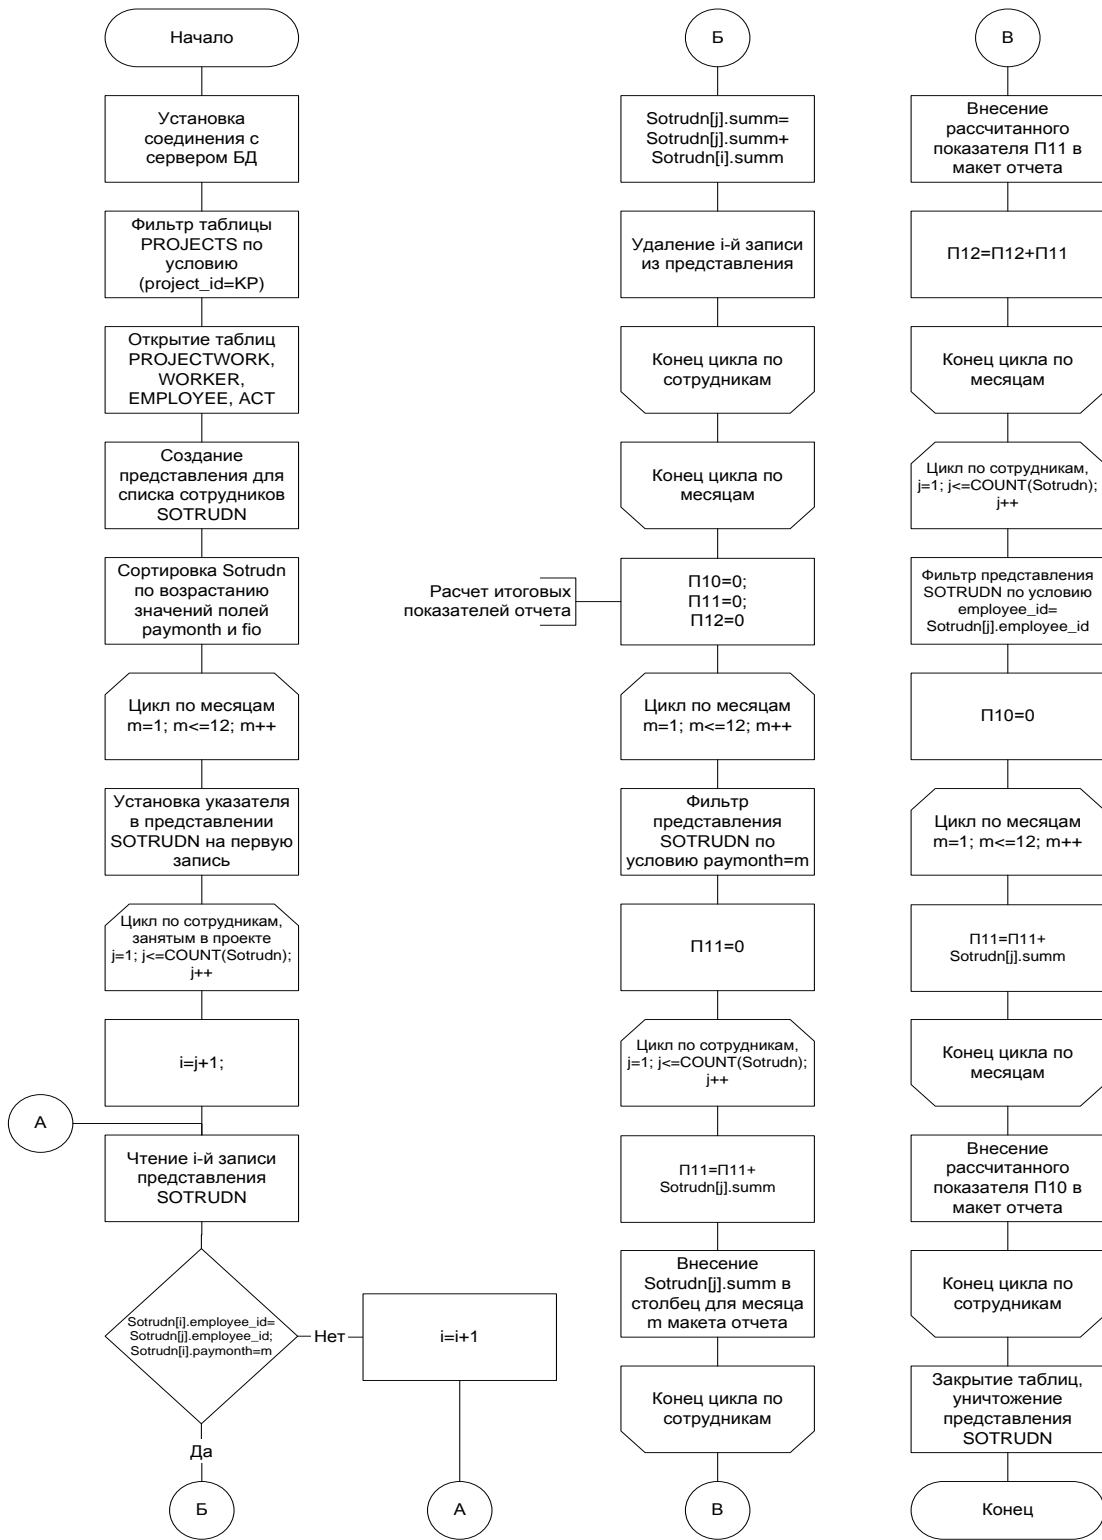 Начало
Установка
соединения с
сервером БД
Фильтр таблицы
PROJECTS по
условию
(project_id=KP)
Открытие таблиц
PROJECTWORK,
WORKER,
EMPLOYEE, ACT
Создание
представления для
списка сотрудников
SOTRUDN
Сортировка Sotrudn
по возрастанию
значений полей
paymonth и fio
Цикл по месяцам
m=1; m<=12; m++
Установка указателя
в представлении
SOTRUDN на первую
запись
Цикл по сотрудникам,
занятым в проекте
j=1; j<=COUNT(Sotrudn);
j++
i=j+1;
А
Чтение i-й записи
представления
SOTRUDN
Sotrudn[i].employee_id=
Sotrudn[j].employee_id;
Sotrudn[i].paymonth=m
Нет
i=i+1
Да
Б
А
Б
Sotrudn[j].summ=
Sotrudn[j].summ+
Sotrudn[i].summ
Удаление i-й записи
из представления
Конец цикла по
сотрудникам
Конец цикла по
месяцам
Расчет итоговых
показателей отчета
П10=0;
П11=0;
П12=0
Цикл по месяцам
m=1; m<=12; m++
Фильтр
представления
SOTRUDN по
условию paymonth=m
П11=0
Цикл по сотрудникам,
j=1; j<=COUNT(Sotrudn);
j++
П11=П11+
Sotrudn[j].summ
Внесение
Sotrudn[j].summ в
столбец для месяца
m макета отчета
Конец цикла по
сотрудникам
В
В
Внесение
рассчитанного
показателя П11 в
макет отчета
П12=П12+П11
Конец цикла по
месяцам
Цикл по сотрудникам,
j=1; j<=COUNT(Sotrudn);
j++
Фильтр представления
SOTRUDN по условию
employee_id=
Sotrudn[j].employee_id
П10=0
Цикл по месяцам
m=1; m<=12; m++
П11=П11+
Sotrudn[j].summ
Конец цикла по
месяцам
Внесение
рассчитанного
показателя П10 в
макет отчета
Конец цикла по
сотрудникам
Закрытие таблиц,
уничтожение
представления
SOTRUDN
Конец